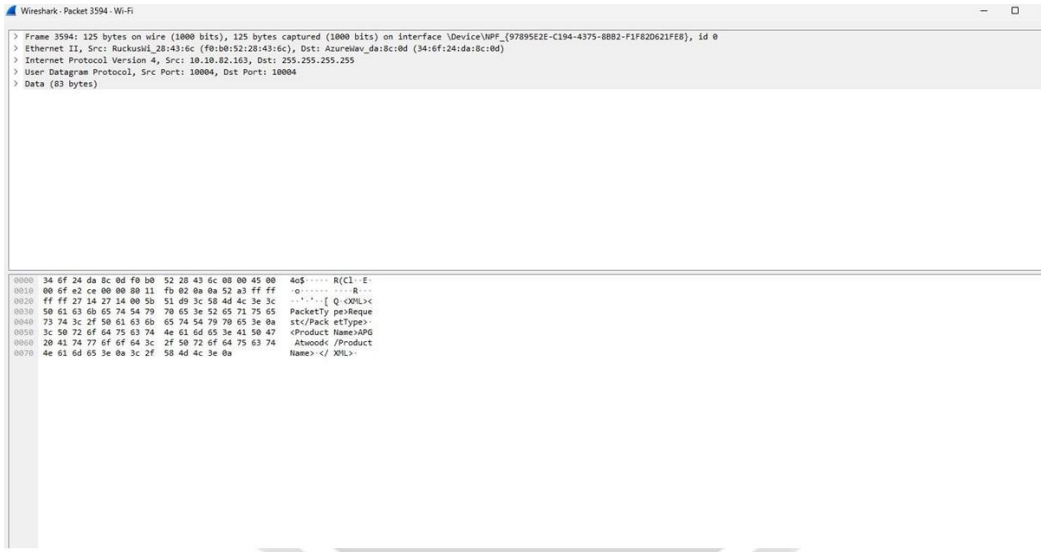 Wireshark · Packet 3594 · Wi-Fi
> Frame 3594: 125 bytes on wire (1000 bits), 125 bytes captured (1000 bits) on interface \Device\NPF_{97895E2E-C194-4375-8BB2-F1F82D621FE8}, id 0
> Ethernet II, Src: RuckusWi_28:43:6c (f0:b0:52:28:43:6c), Dst: AzureWav_da:8c:0d (34:6f:24:da:8c:0d)
> Internet Protocol Version 4, Src: 10.10.82.163, Dst: 255.255.255.255
> User Datagram Protocol, Src Port: 10004, Dst Port: 10004
> Data (83 bytes)
0000 34 6f 24 da 8c 0d f0 b0 52 28 43 6c 08 00 45 00 4o$····· R(Cl··E·
0010 00 6f e2 ce 00 00 80 11 fb 02 0a 0a 52 a3 ff ff ·o······ ····R···
0020 ff ff 27 14 27 14 00 5b 51 d9 3c 58 4d 4c 3e 3c ··'·'··[ Q·<XML><
0030 50 61 63 6b 65 74 54 79 70 65 3e 52 65 71 75 65 PacketTy pe>Reque
0040 73 74 3c 2f 50 61 63 6b 65 74 54 79 70 65 3e 0a st</Pack etType>·
0050 3c 50 72 6f 64 75 63 74 4e 61 6d 65 3e 41 50 47 <Product Name>APG
0060 20 41 74 77 6f 6f 64 3c 2f 50 72 6f 64 75 63 74 Atwood< /Product
0070 4e 61 6d 65 3e 0a 3c 2f 58 4d 4c 3e 0a Name>·</ XML>·